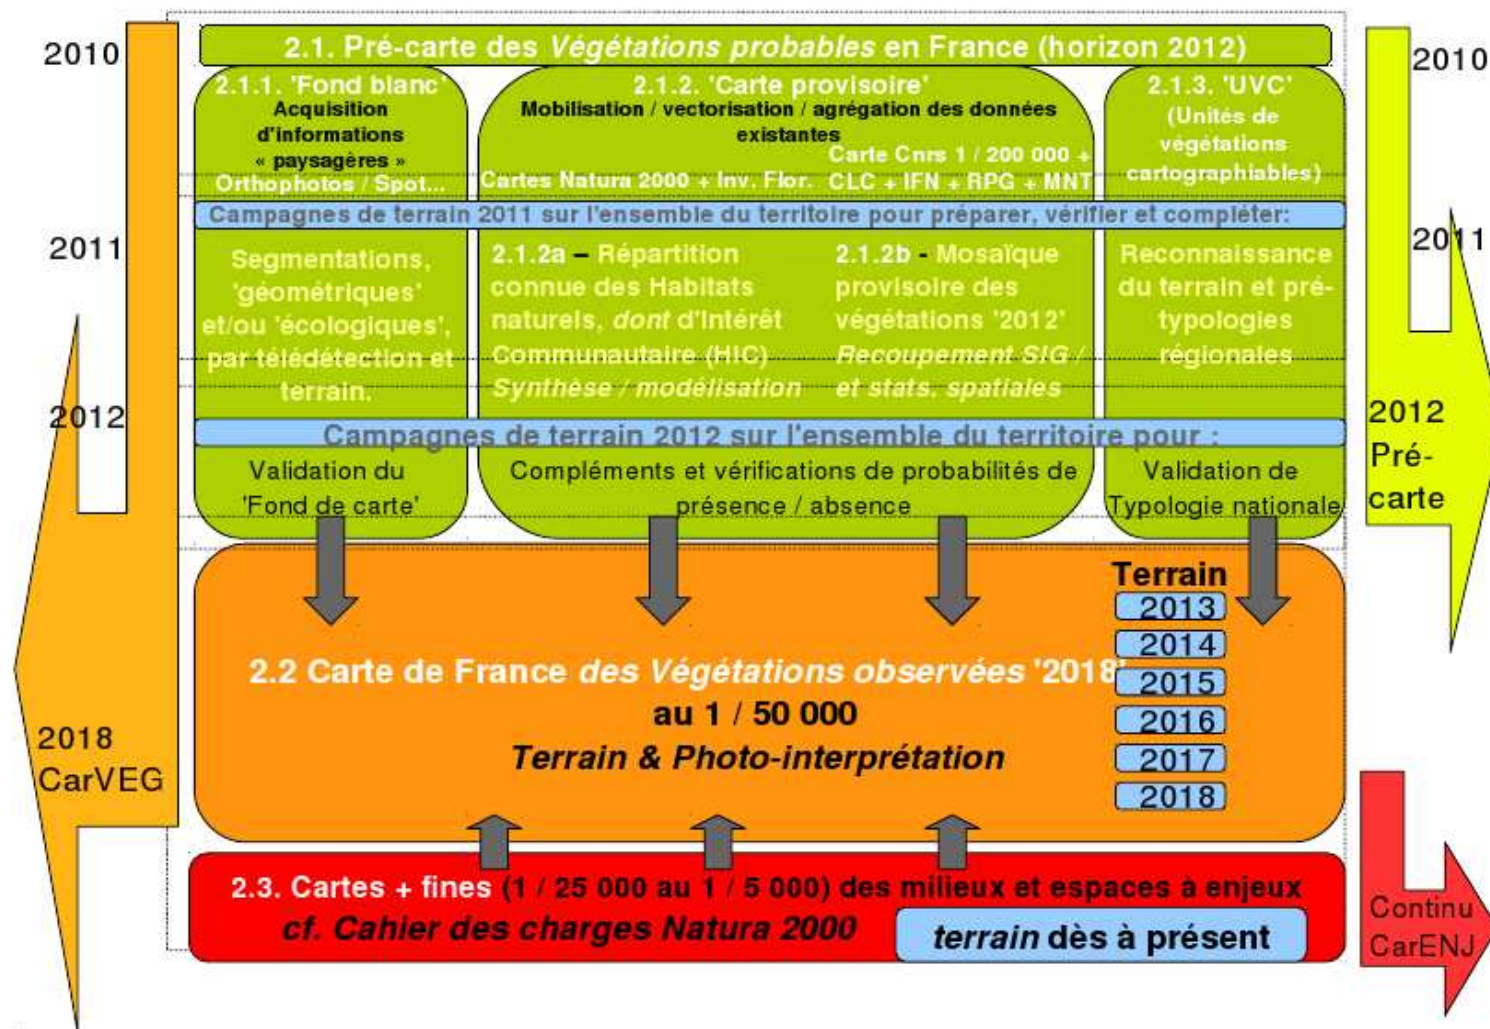 2010
2010
2.1. Pré-carte des Végétations probables en France (horizon 2012)
2.1.1. 'Fond blanc'
Acquisition
d'informations
« paysagères »
Orthophotos / Spot...
2.1.2. 'Carte provisoire'
Mobilisation / vectorisation / agrégation des données
existantes
Cartes Natura 2000 + Inv. Flor.
Carte Cnrs 1 / 200 000 +
CLC + IFN + RPG + MNT
2.1.3. 'UVC'
(Unités de
végétations
cartographiables)
Campagnes de terrain 2011 sur l'ensemble du territoire pour préparer, vérifier et compléter:
2011
2011
Segmentations,
'géométriques'
et/ou 'écologiques',
par télédétection et
terrain.
2.1.2a – Répartition
connue des Habitats
naturels, dont d'Intérêt
Communautaire (HIC)
Synthèse / modélisation
2.1.2b - Mosaïque
provisoire des
végétations '2012'
Recoupement SIG /
et stats. spatiales
Reconnaissance
du terrain et pré-
typologies
régionales
2012
2012
Pré-
carte
Campagnes de terrain 2012 sur l'ensemble du territoire pour :
Validation du
'Fond de carte'
Compléments et vérifications de probabilités de
présence / absence
Validation de
Typologie nationale
2.2 Carte de France des Végétations observées '2018'
au 1 / 50 000
Terrain & Photo-interprétation
Terrain
2013
2014
2015
2016
2017
2018
2018
CarVEG
2.3. Cartes + fines (1 / 25 000 au 1 / 5 000) des milieux et espaces à enjeux
cf. Cahier des charges Natura 2000
terrain dès à présent
Continu
CarENJ